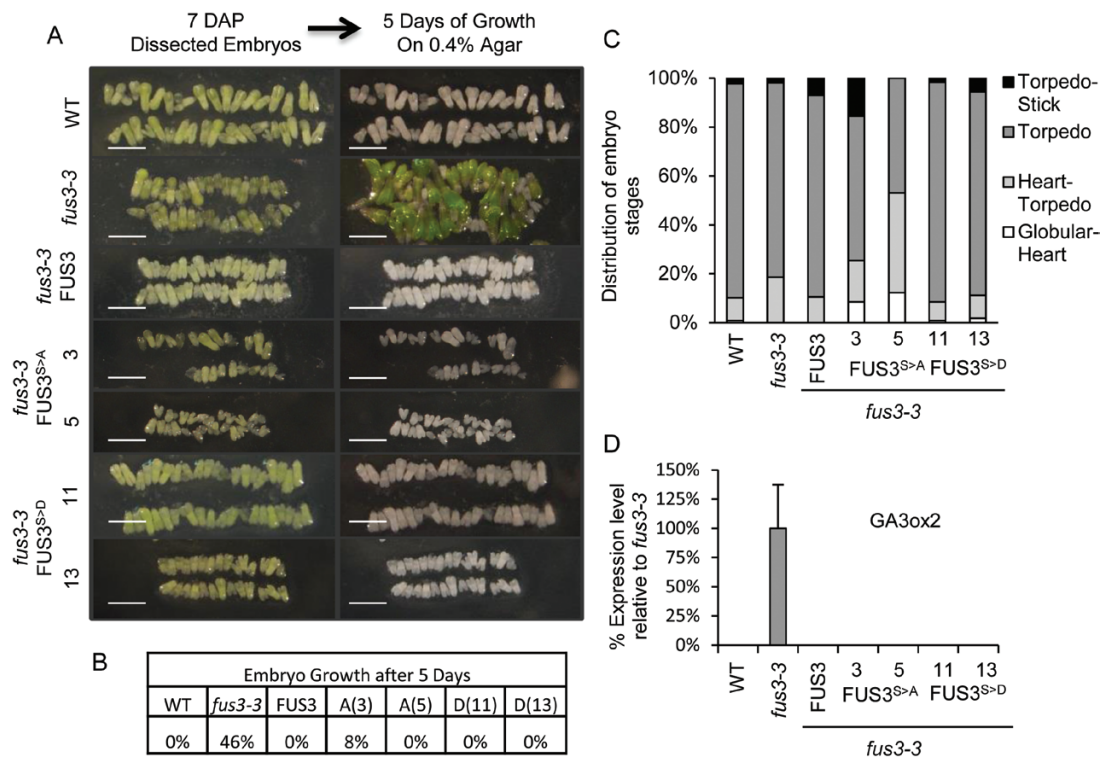 A
7 DAP
Dissected Embryos
5 Days of Growth
On 0.4% Agar
WT
fus3-3
fus3-3
FUS3
fus3-3
FUS3S>A
3
5
fus3-3
FUS3S>D
11
13
B
Embryo Growth after 5 Days
WT fus3-3 FUS3 A(3) A(5) D(11) D(13)
0% 46% 0% 8% 0% 0% 0%
C
Distribution of embryo
stages
100%
80%
60%
40%
20%
0%
Torpedo-
Stick
Torpedo
Heart-
Torpedo
Globular-
Heart
WT
fus3-3
FUS3
3 5 11 13
FUS3S>A FUS3S>D
fus3-3
D
% Expression level
relative to fus3-3
150%
125%
100%
75%
50%
25%
0%
GA3ox2
WT
fus3-3
FUS3
3 5 11 13
FUS3S>A FUS3S>D
fus3-3